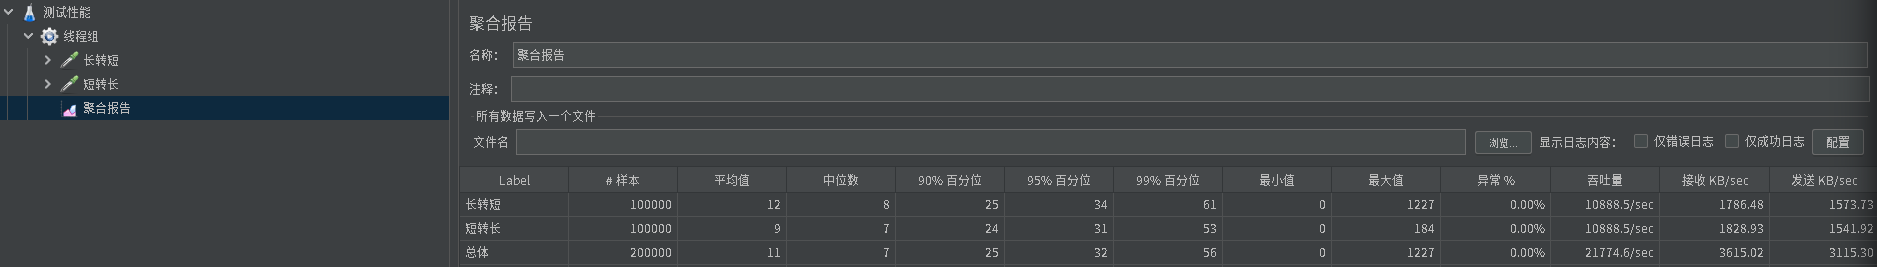 测试性能
线程组
长转短
短转长
聚合报告
聚合报告
名称： 聚合报告
注释：
所有数据写入一个文件
文件名 浏览... 显示日志内容： 仅错误日志 仅成功日志 配置
Label # 样本 平均值 中位数 90% 百分位 95% 百分位 99% 百分位 最小值 最大值 异常 % 吞吐量 接收 KB/sec 发送 KB/sec
长转短 100000 12 8 25 34 61 0 1227 0.00% 10888.5/sec 1786.48 1573.73
短转长 100000 9 7 24 31 53 0 184 0.00% 10888.5/sec 1828.93 1541.92
总体 200000 11 7 25 32 56 0 1227 0.00% 21774.6/sec 3615.02 3115.30